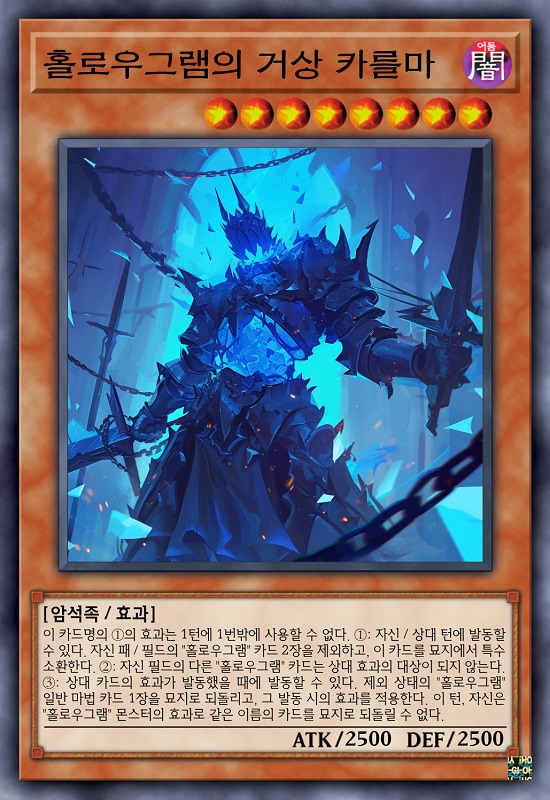 홀로우그램의 거상 카를마
어둠
闇
[암석족 / 효과]
이 카드명의 ①의 효과는 1턴에 1번밖에 사용할 수 없다. ①: 자신 / 상대 턴에 발동할
수 있다. 자신 패 / 필드의 "홀로우그램" 카드 2장을 제외하고, 이 카드를 묘지에서 특수
소환한다. ②: 자신 필드의 다른 "홀로우그램" 카드는 상대 효과의 대상이 되지 않는다.
③: 상대 카드의 효과가 발동했을 때에 발동할 수 있다. 제외 상태의 "홀로우그램"
일반 마법 카드 1장을 묘지로 되돌리고, 그 발동 시의 효과를 적용한다. 이 턴, 자신은
"홀로우그램" 몬스터의 효과로 같은 이름의 카드를 묘지로 되돌릴 수 없다.
ATK/2500 DEF/2500